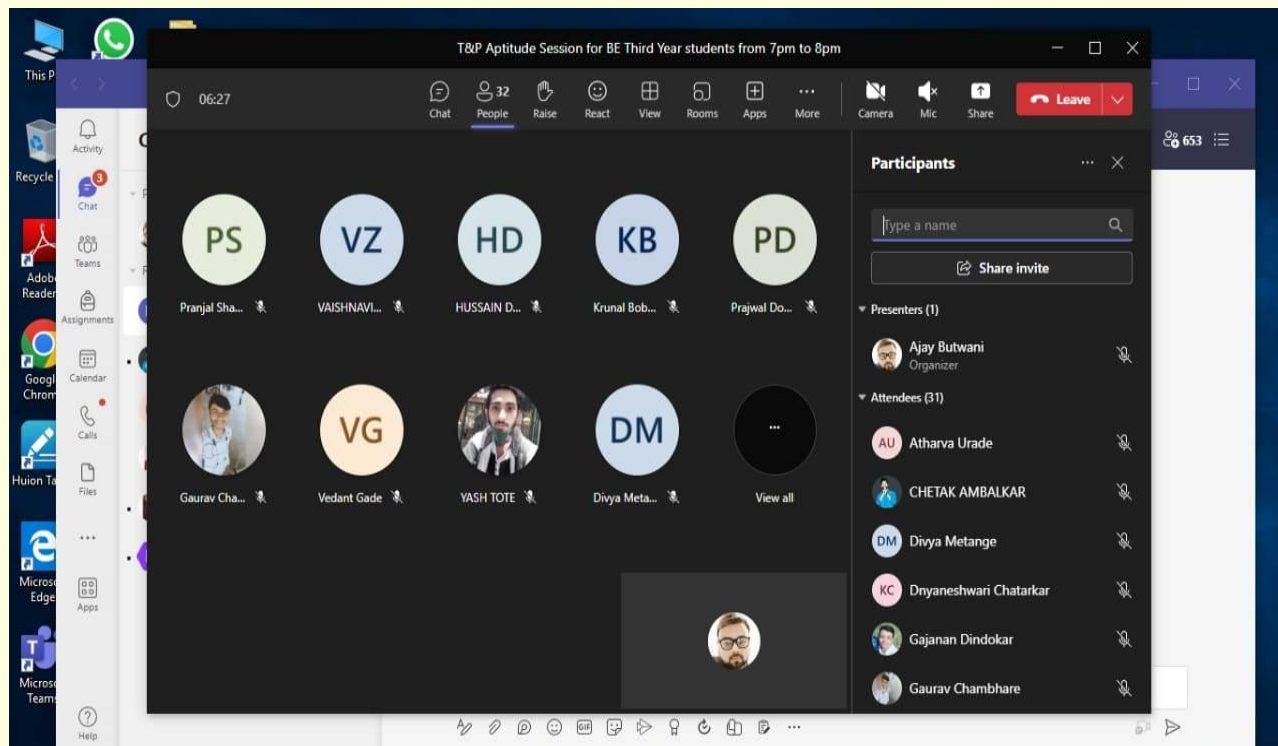 This P
Recycle
Adob
Reader
Googl
Chrom
Huion Ta
Microso
Edge
Microso
Team
Activity
3
Chat
Teams
Assignments
Calendar
Calls
Files
Apps
Help
653
T&P Aptitude Session for BE Third Year students from 7pm to 8pm
06:27
32
Chat People Raise React View Rooms Apps More Camera Mic Share Leave
PS VZ HD KB PD
Pranjal Sha... VAISHNAVI... HUSSAIN D... Krunal Bob... Prajwal Do...
VG DM ...
Gaurav Cha... Vedant Gade YASH TOTE Divya Meta... View all
Participants
Type a name
Share invite
Presenters (1)
Ajay Butwani
Organizer
Attendees (31)
AU Atharva Urade
CHETAK AMBALKAR
DM Divya Metange
KC Dnyaneshwari Chatarkar
Gajanan Dindokar
Gaurav Chambhare
GIF